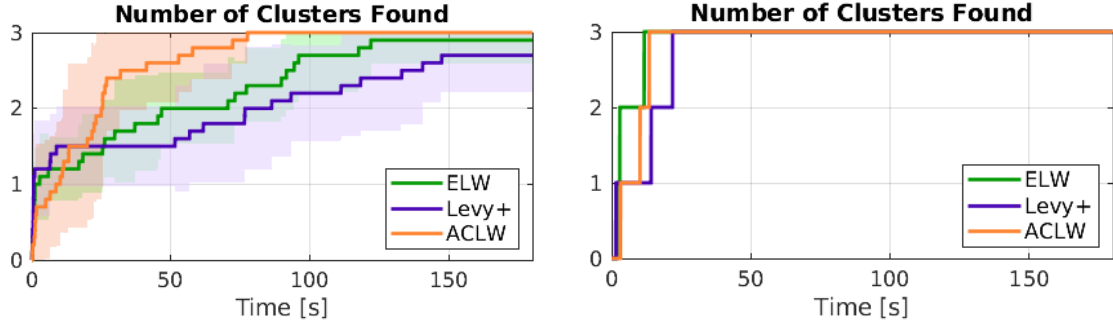 Number of Clusters Found
3
2
1
0
ELW
Levy+
ACLW
0 50 100 150
Time [s]
Number of Clusters Found
3
2
1
0
ELW
Levy+
ACLW
0 50 100 150
Time [s]